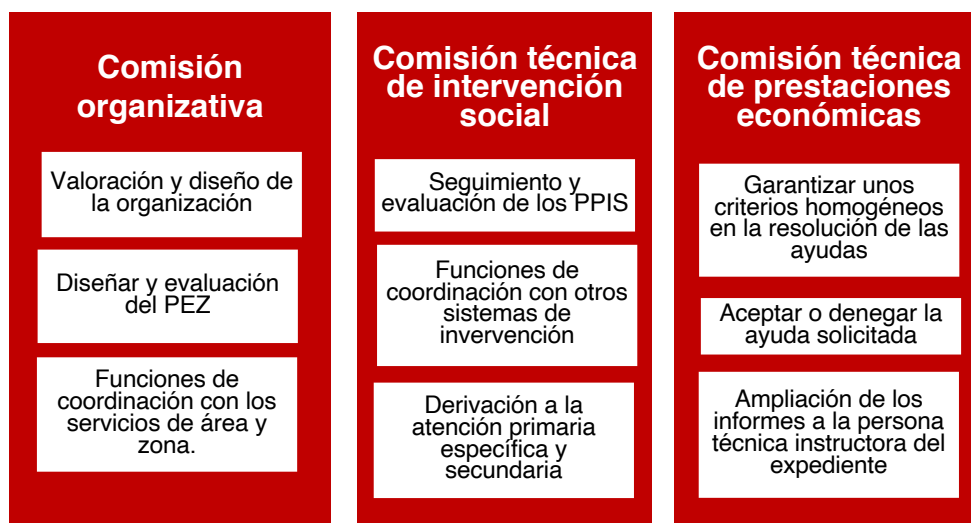 Comisión
organizativa
Valoración y diseño de
la organización
Diseñar y evaluación
del PEZ
Funciones de
coordinación con los
servicios de área y
zona.
Comisión técnica
de intervención
social
Seguimiento y
evaluación de los PPIS
Funciones de
coordinación con otros
sistemas de
invervención
Derivación a la
atención primaria
específica y
secundaria
Comisión técnica
de prestaciones
económicas
Garantizar unos
criterios homogéneos
en la resolución de las
ayudas
Aceptar o denegar la
ayuda solicitada
Ampliación de los
informes a la persona
técnica instructora del
expediente